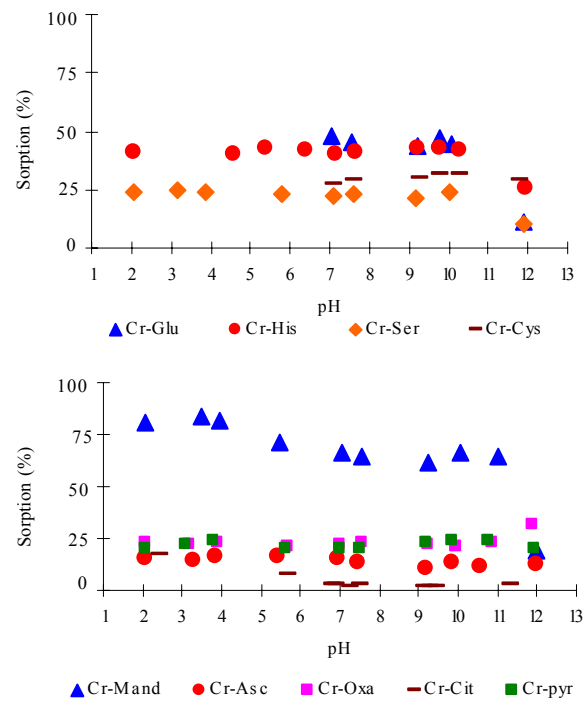 100
75
50
25
0
Sorption (%)
1 2 3 4 5 6 7 8 9 10 11 12 13
pH
Cr-Glu Cr-His Cr-Ser Cr-Cys
100
75
50
25
0
Sorption (%)
1 2 3 4 5 6 7 8 9 10 11 12 13
pH
Cr-Mand Cr-Asc Cr-Oxa Cr-Cit Cr-pyr